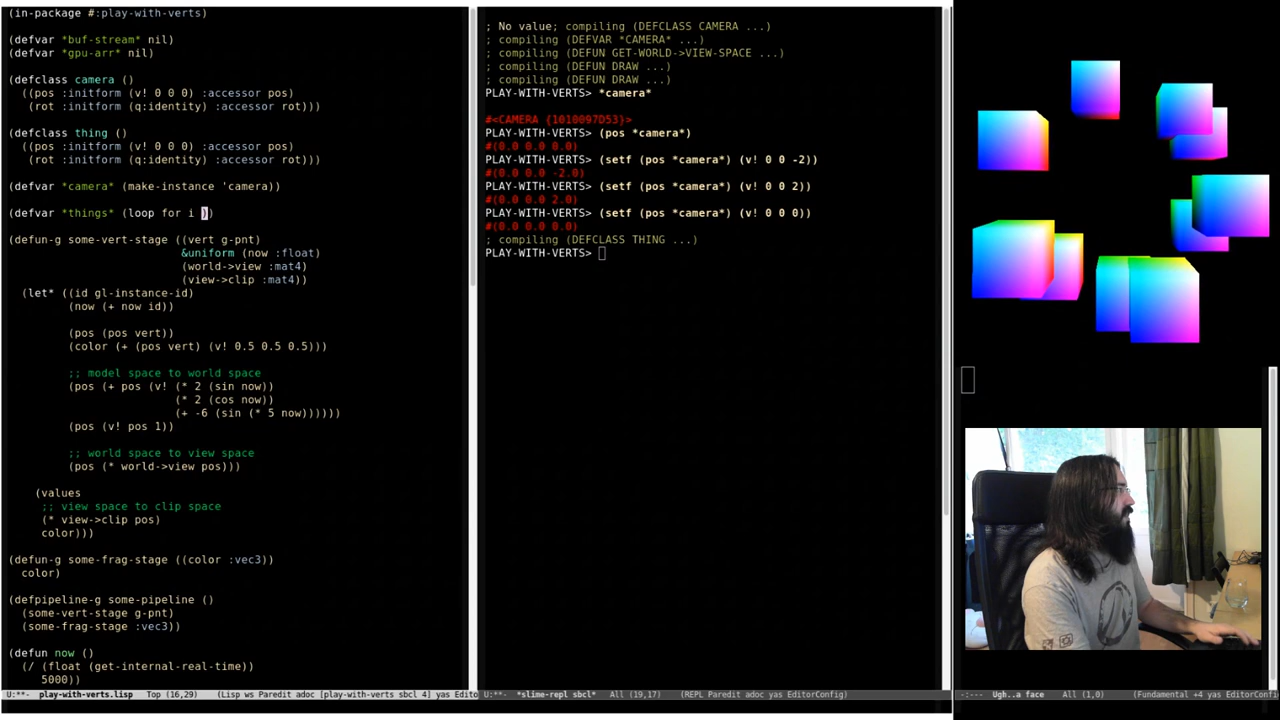 (in-package #:play-with-verts)
(defvar *buf-stream* nil)
(defvar *gpu-arr* nil)
(defclass camera ()
((pos :initform (v! 0 0 0) :accessor pos)
(rot :initform (q:identity) :accessor rot)))
(defclass thing ()
((pos :initform (v! 0 0 0) :accessor pos)
(rot :initform (q:identity) :accessor rot)))
(defvar *camera* (make-instance 'camera))
(defvar *things* (loop for i ))
(defun-g some-vert-stage ((vert g-pnt)
&uniform (now :float)
(world->view :mat4)
(view->clip :mat4))
(let* ((id gl-instance-id)
(now (+ now id))
(pos (pos vert))
(color (+ (pos vert) (v! 0.5 0.5 0.5)))
;; model space to world space
(pos (+ pos (v! (* 2 (sin now))
(* 2 (cos now))
(+ -6 (sin (* 5 now))))))
(pos (v! pos 1))
;; world space to view space
(pos (* world->view pos)))
(values
;; view space to clip space
(* view->clip pos)
color)))
(defun-g some-frag-stage ((color :vec3))
color)
(defpipeline-g some-pipeline ()
(some-vert-stage g-pnt)
(some-frag-stage :vec3))
(defun now ()
(/ (float (get-internal-real-time))
5000))
U:**- play-with-verts.lisp Top (16,29) (Lisp ws Paredit adoc [play-with-verts sbcl 4] yas Edito
; No value; compiling (DEFCLASS CAMERA ...)
; compiling (DEFVAR *CAMERA* ...)
; compiling (DEFUN GET-WORLD->VIEW-SPACE ...)
; compiling (DEFUN DRAW ...)
; compiling (DEFUN DRAW ...)
PLAY-WITH-VERTS> *camera*
#<CAMERA {1010097D53}>
PLAY-WITH-VERTS> (pos *camera*)
#(0.0 0.0 0.0)
PLAY-WITH-VERTS> (setf (pos *camera*) (v! 0 0 -2))
#(0.0 0.0 -2.0)
PLAY-WITH-VERTS> (setf (pos *camera*) (v! 0 0 2))
#(0.0 0.0 2.0)
PLAY-WITH-VERTS> (setf (pos *camera*) (v! 0 0 0))
#(0.0 0.0 0.0)
; compiling (DEFCLASS THING ...)
PLAY-WITH-VERTS>
U:**- *slime-repl sbcl* All (19,17) (REPL Paredit adoc yas EditorConfig)
-:--- Ugh..a face All (1,0) (Fundamental +4 yas EditorConfi